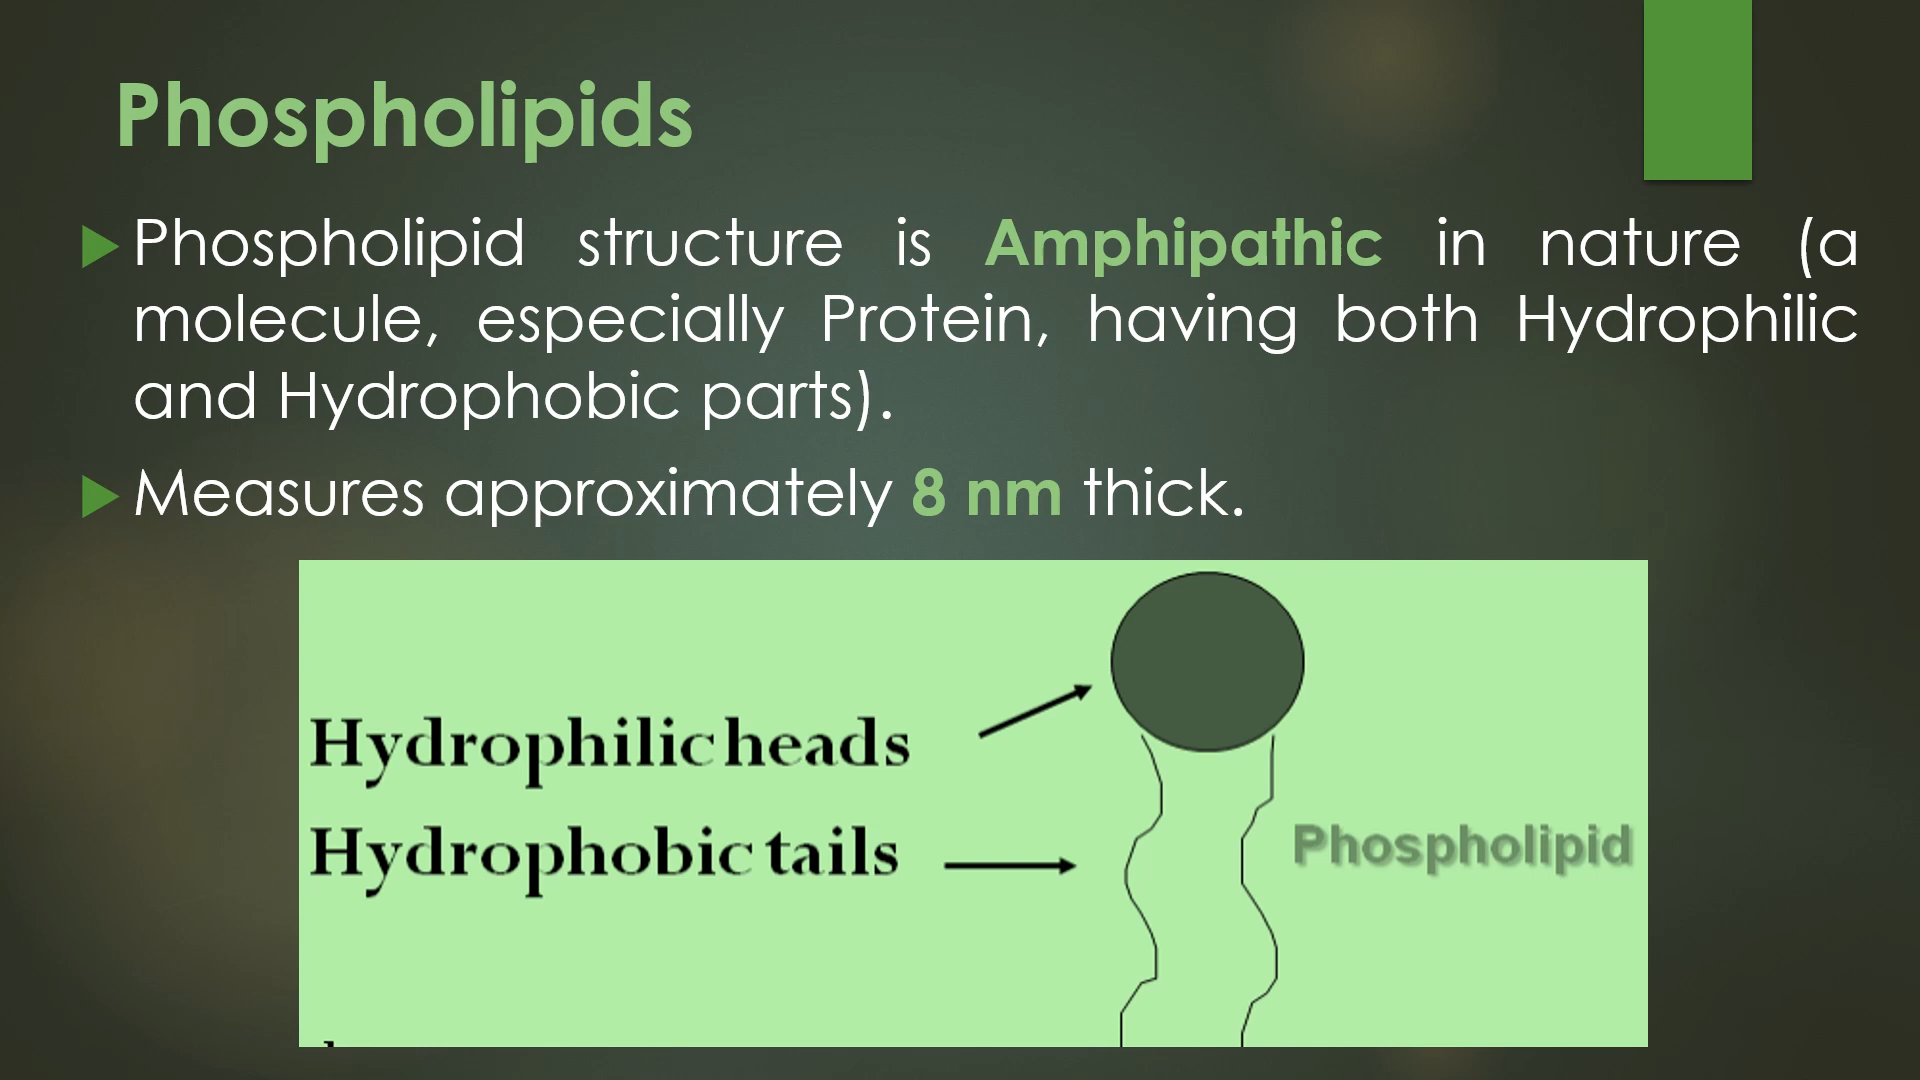 Phospholipids
Phospholipid structure is Amphipathic in nature (a
molecule, especially Protein, having both Hydrophilic
and Hydrophobic parts).
Measures approximately 8 nm thick.
Hydrophilic heads
Hydrophobic tails
Phospholipid